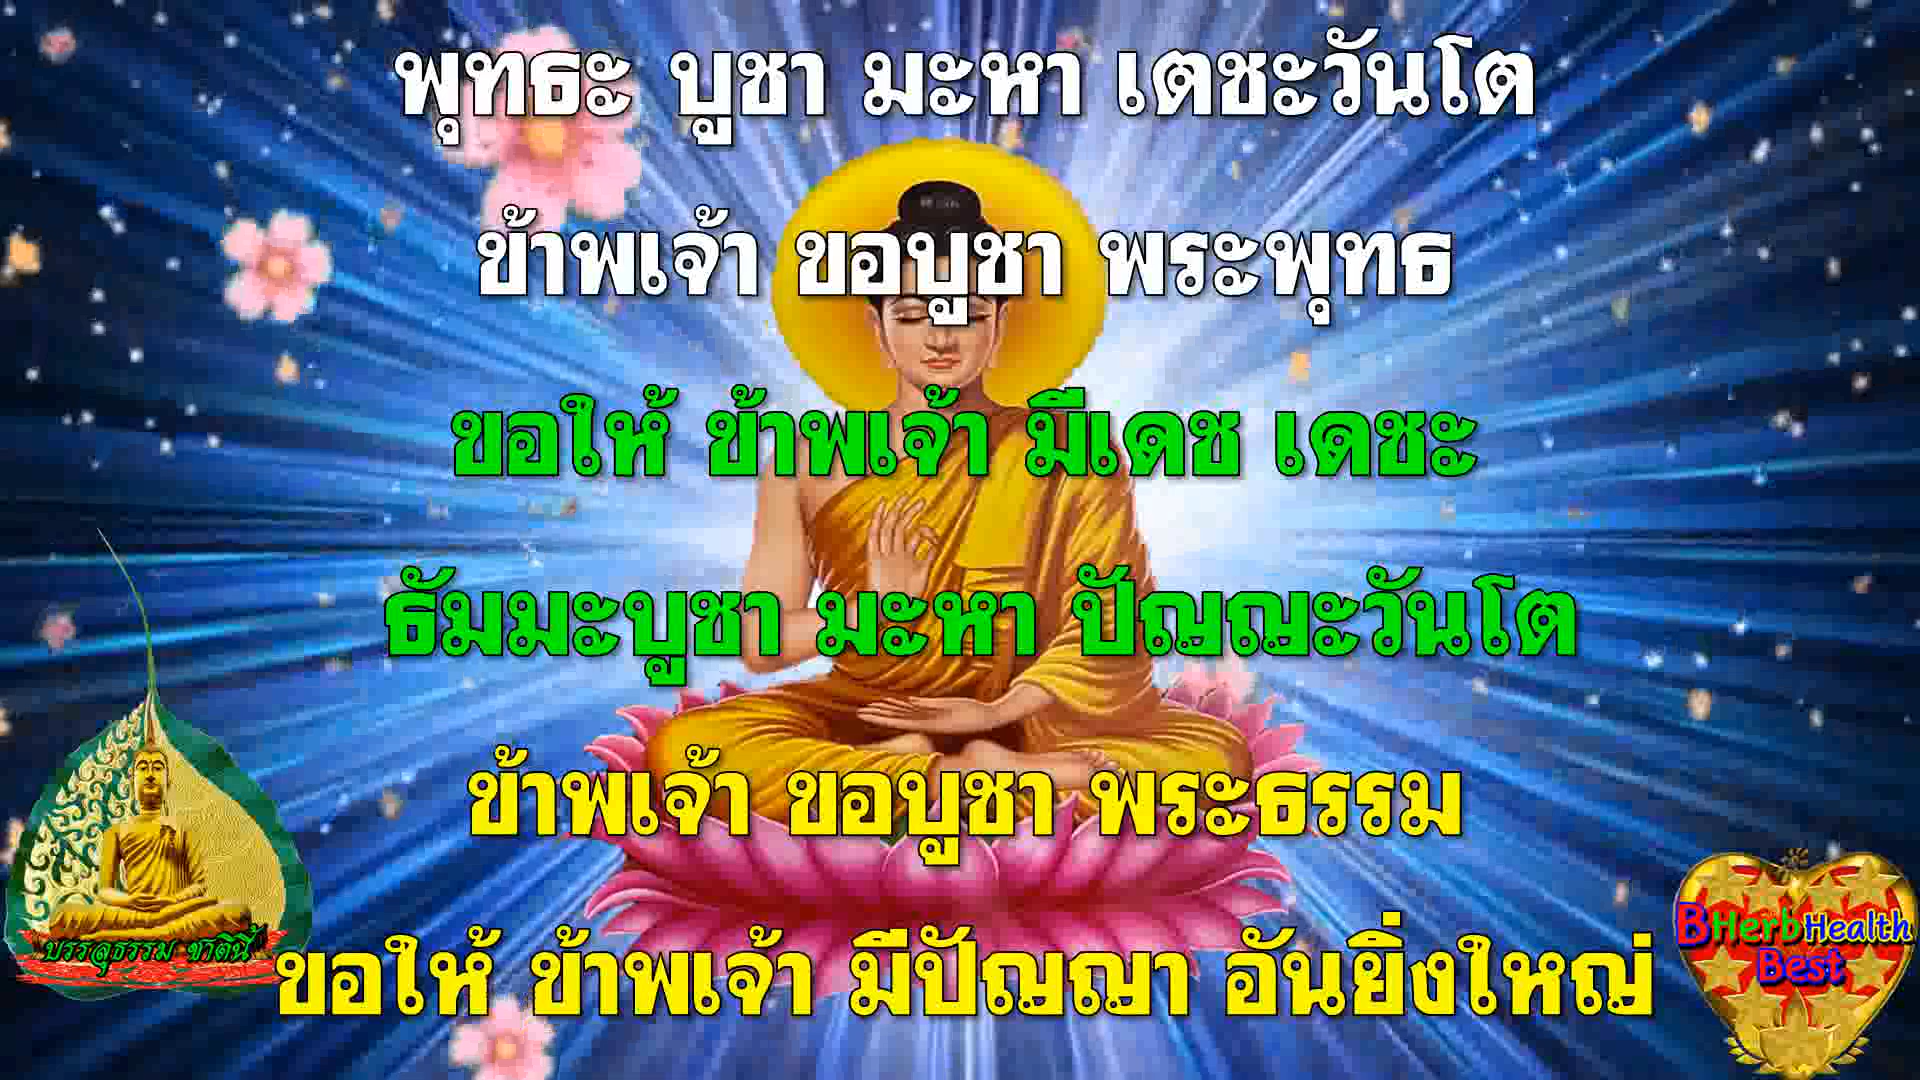 พุทธะ บูชา มะหา เตชะวันโต
ข้าพเจ้า ขอบูชา พระพุทธ
ขอให้ ข้าพเจ้า มีเดช เดชะ
ธัมมะบูชา มะหา ปัญญะวันโต
ข้าพเจ้า ขอบูชา พระธรรม
ขอให้ ข้าพเจ้า มีปัญญา อันยิ่งใหญ่
บรรลุธรรม ชาตินี้
BHerbHealth
Best